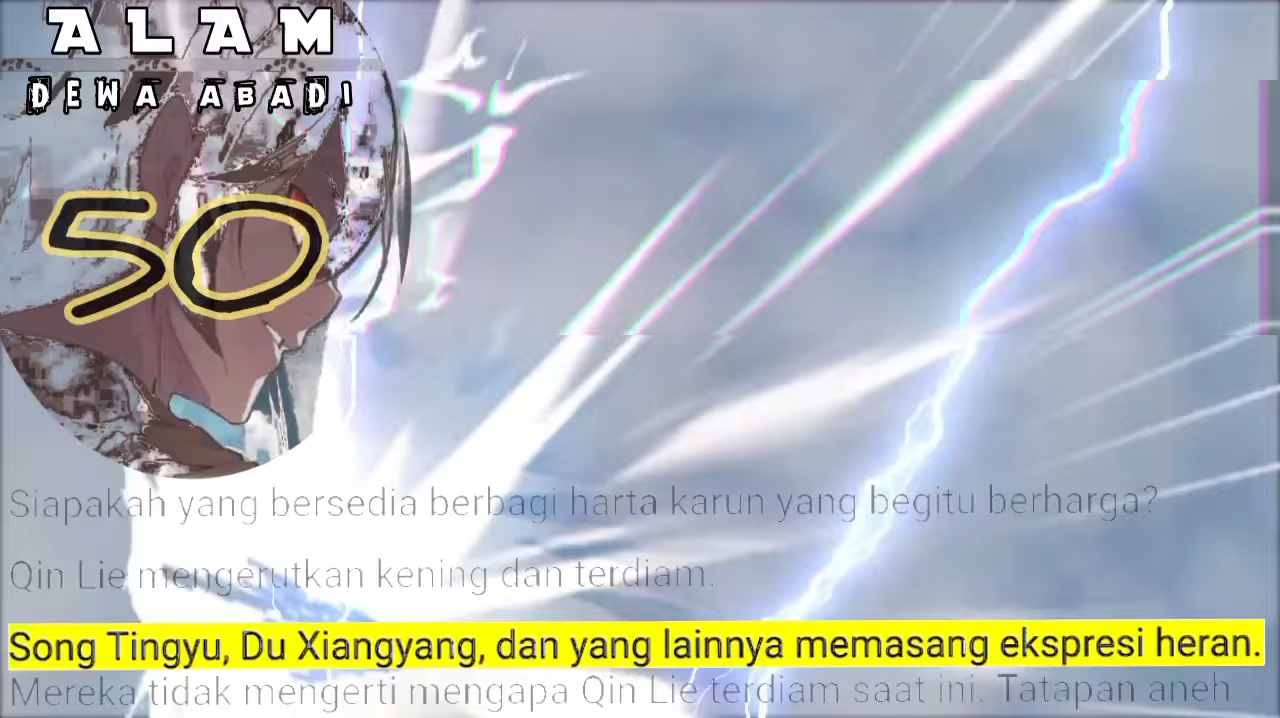 ALAM
DEWA ABADI
50
Siapakah yang bersedia berbagi harta karun yang begitu berharga?
Qin Lie mengerutkan kening dan terdiam.
Song Tingyu, Du Xiangyang, dan yang lainnya memasang ekspresi heran.
Mereka tidak mengerti mengapa Qin Lie terdiam saat ini. Tatapan aneh